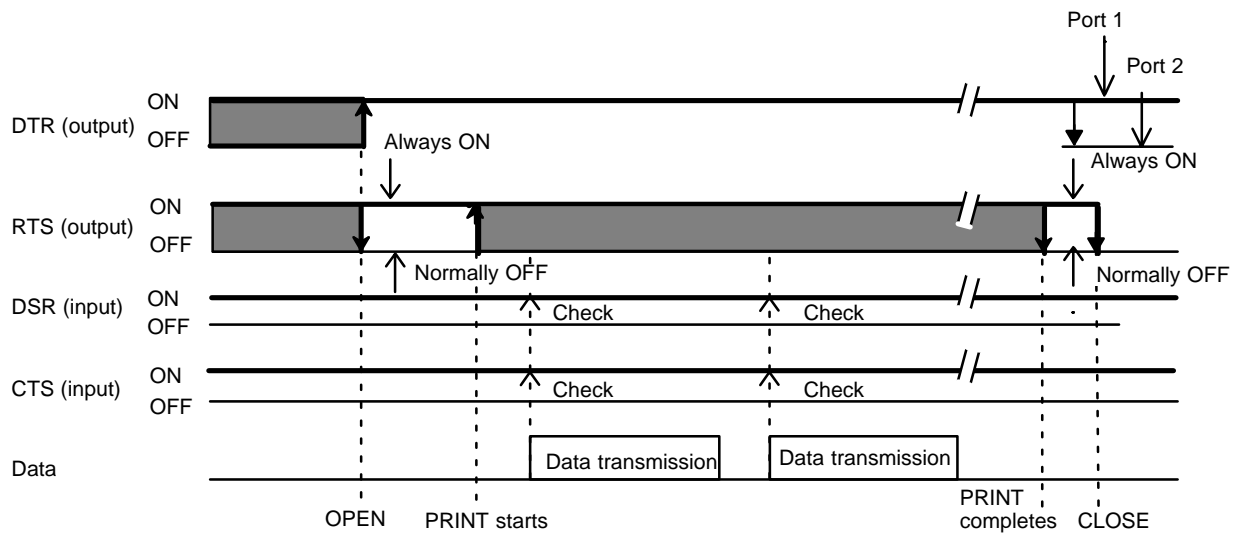 Port 1
Port 2
ON
DTR (output)
OFF
Always ON
Always ON
ON
RTS (output)
OFF
Normally OFF
Normally OFF
ON
DSR (input)
Check
Check
OFF
ON
CTS (input)
Check
Check
OFF
Data
Data transmission
Data transmission
OPEN
PRINT starts
PRINT
completes
CLOSE